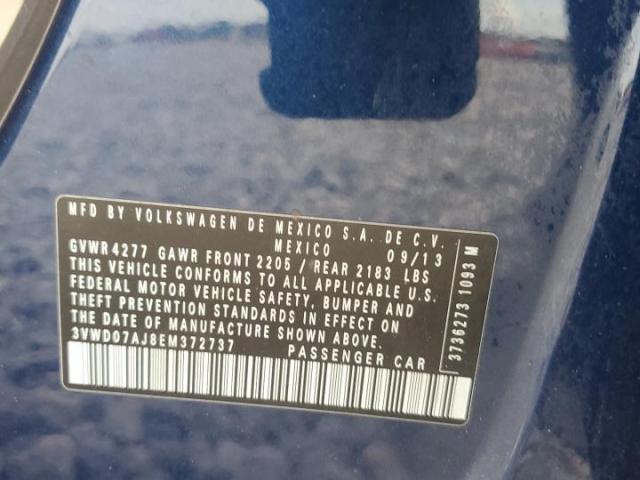 MFD BY VOLKSWAGEN DE MEXICO S.A. DE C.V.
MEXICO 09/13
GVWR 4277 GAWR FRONT 2205 / REAR 2183 LBS
THIS VEHICLE CONFORMS TO ALL APPLICABLE U.S.
FEDERAL MOTOR VEHICLE SAFETY, BUMPER AND
THEFT PREVENTION STANDARDS IN EFFECT ON
THE DATE OF MANUFACTURE SHOWN ABOVE.
3VWD07AJ8EM372737 PASSENGER CAR
3736273 1093 M